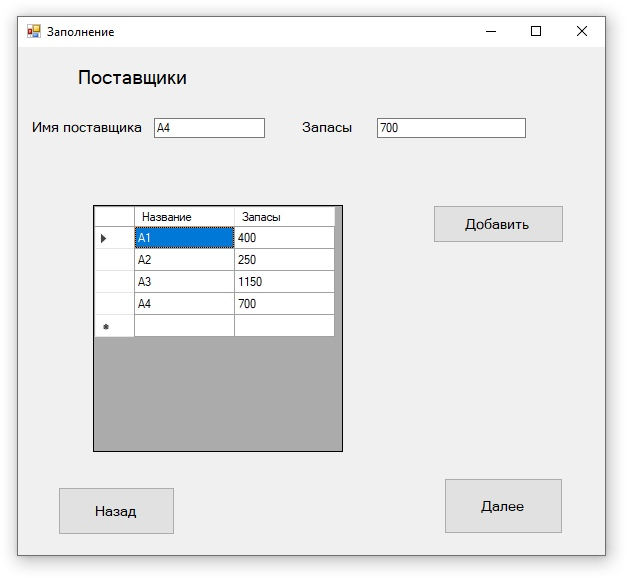 Заполнение
Поставщики
Имя поставщика A4 Запасы 700
Название Запасы
A1 400
A2 250
A3 1150
A4 700
Добавить
Назад
Далее